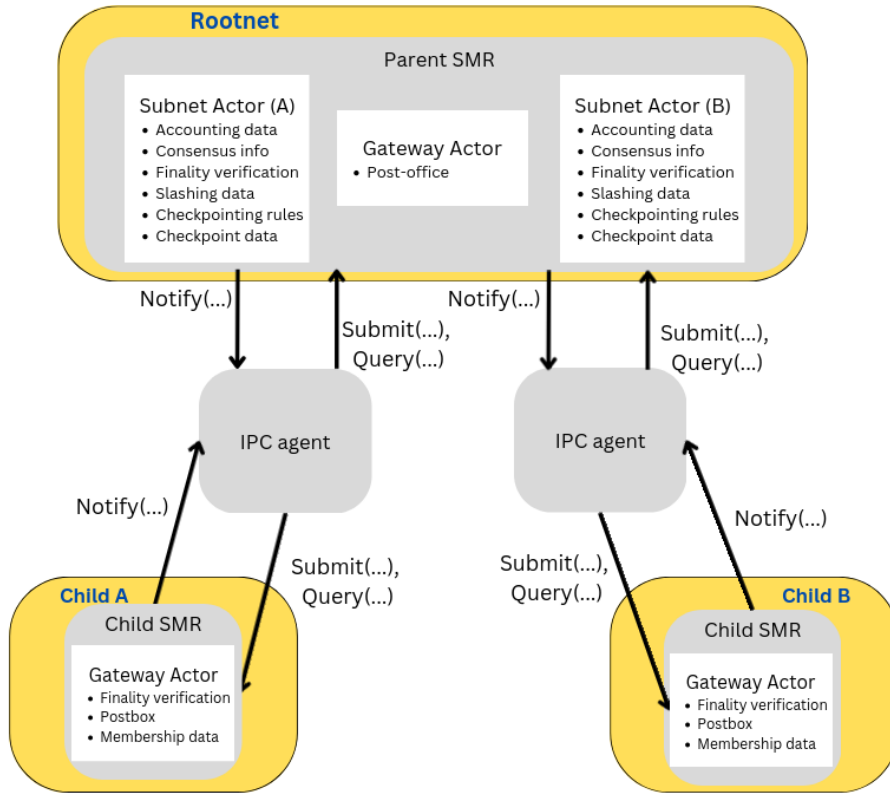 Rootnet
Parent SMR
Subnet Actor (A)
• Accounting data
• Consensus info
• Finality verification
• Slashing data
• Checkpointing rules
• Checkpoint data
Gateway Actor
• Post-office
Subnet Actor (B)
• Accounting data
• Consensus info
• Finality verification
• Slashing data
• Checkpointing rules
• Checkpoint data
Notify(...)
Submit(...),
Query(...)
Notify(...)
Submit(...),
Query(...)
IPC agent
IPC agent
Notify(...)
Submit(...),
Query(...)
Submit(...),
Query(...)
Notify(...)
Child A
Child SMR
Gateway Actor
• Finality verification
• Postbox
• Membership data
Child B
Child SMR
Gateway Actor
• Finality verification
• Postbox
• Membership data